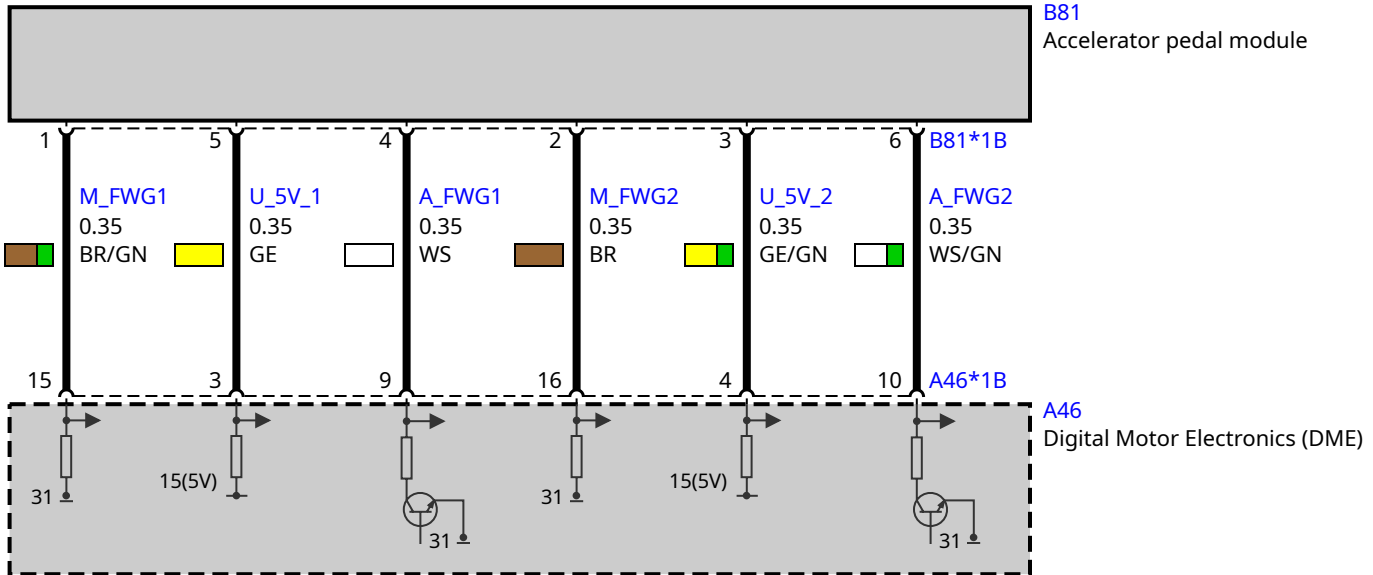 B81
Accelerator pedal module
1 5 4 2 3 6 B81*1B
M_FWG1 U_5V_1 A_FWG1 M_FWG2 U_5V_2 A_FWG2
0.35 0.35 0.35 0.35 0.35 0.35
BR/GN GE WS BR GE/GN WS/GN
15 3 9 16 4 10 A46*1B
A46
Digital Motor Electronics (DME)
31 15(5V) 31 15(5V)
31 31